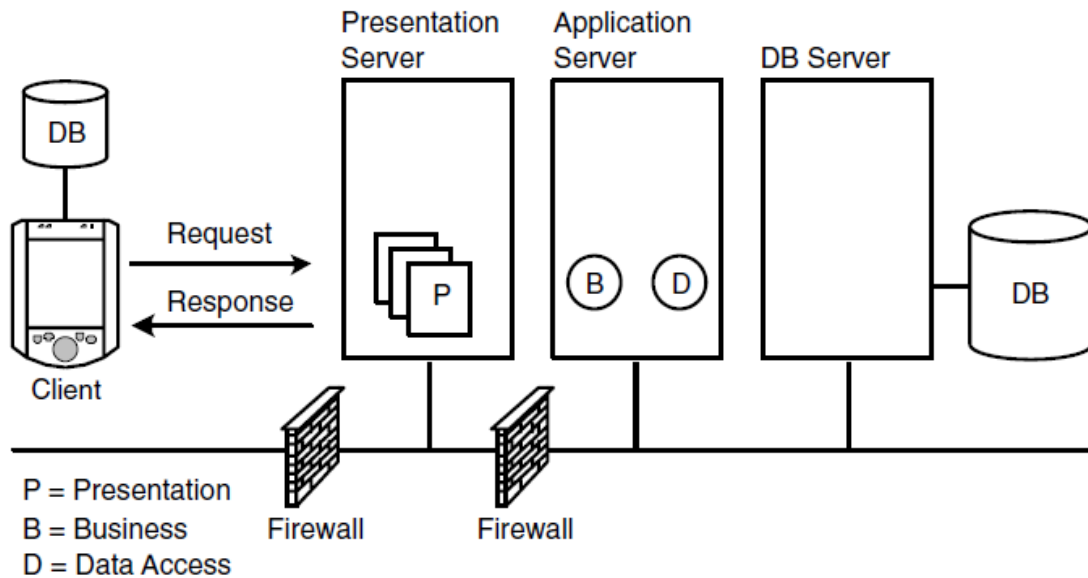 Presentation
Server
Application
Server
DB Server
DB
Request
P
B
D
DB
Response
Client
P = Presentation
B = Business
D = Data Access
Firewall
Firewall